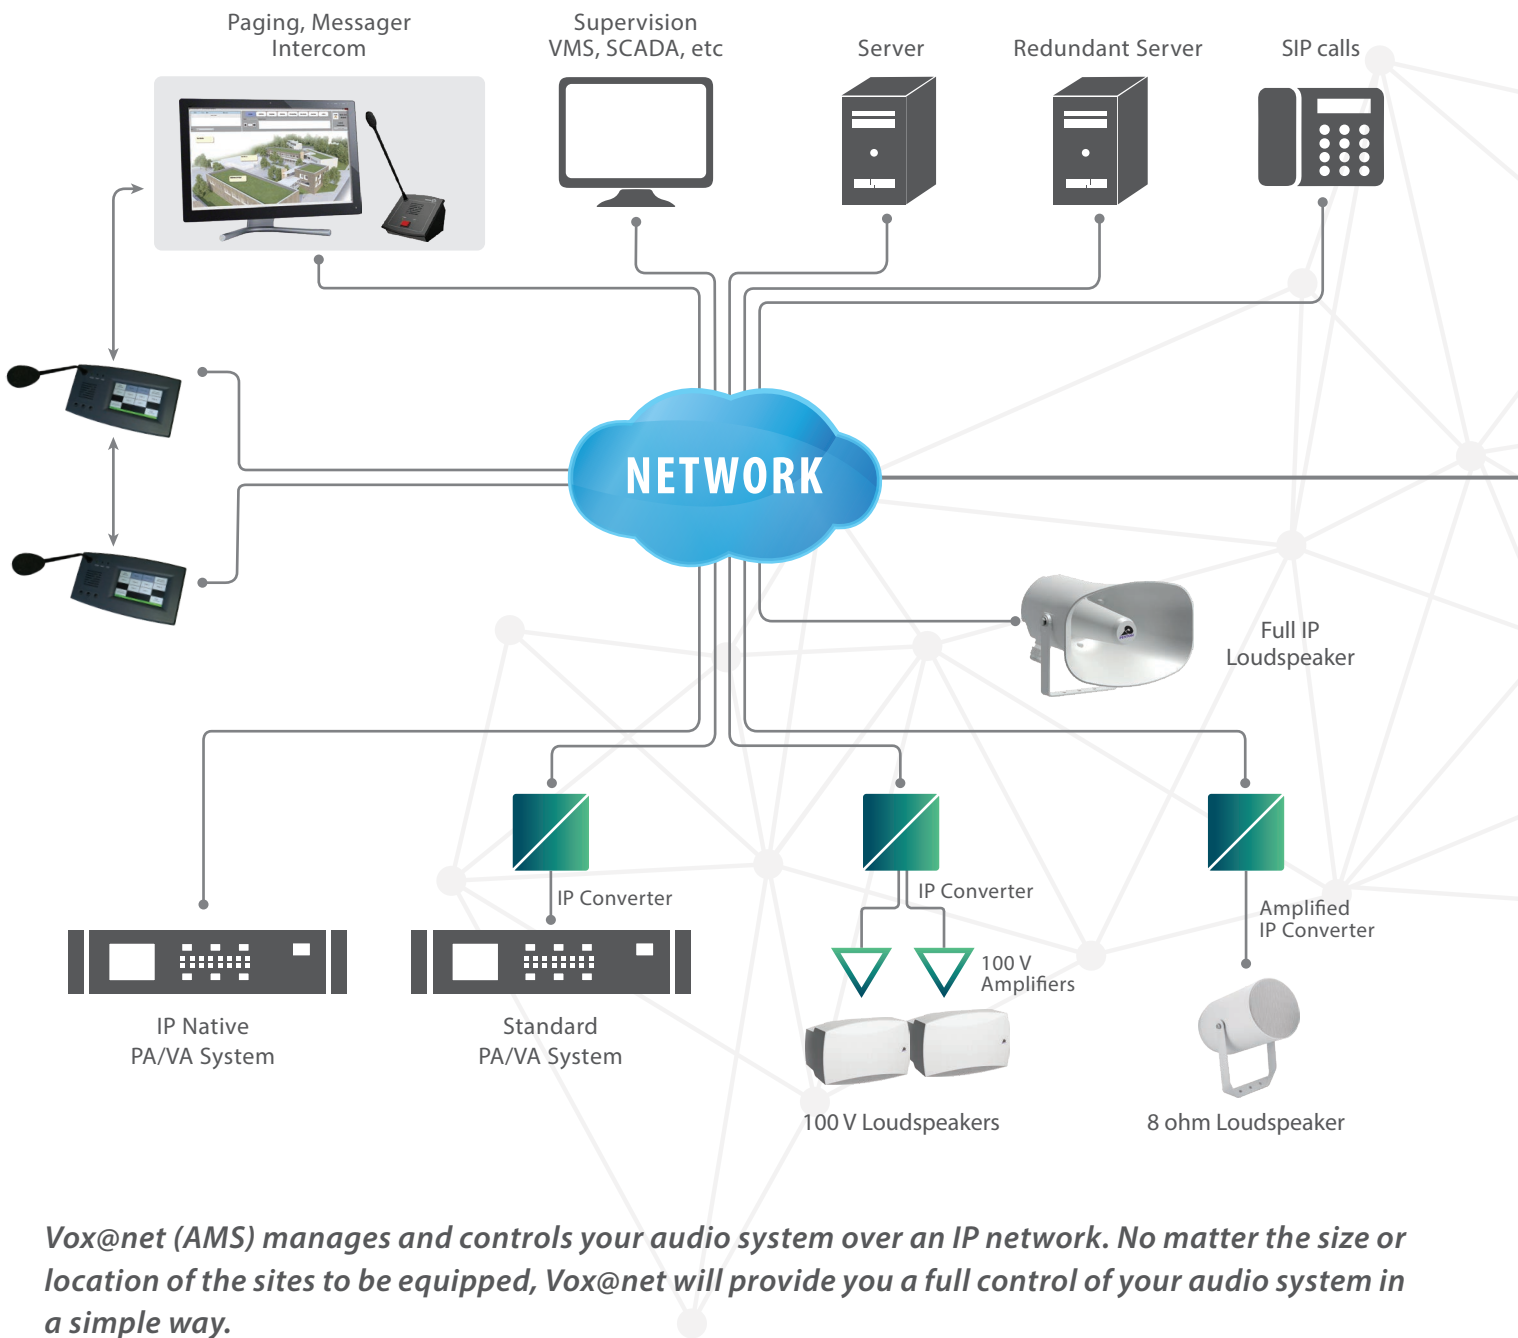 Paging, Messager
Intercom
Supervision
VMS, SCADA, etc
Server
Redundant Server
SIP calls
NETWORK
Full IP
Loudspeaker
IP Converter
IP Converter
Amplified
IP Converter
100 V
Amplifiers
IP Native
PA/VA System
Standard
PA/VA System
100 V Loudspeakers
8 ohm Loudspeaker
Vox@net (AMS) manages and controls your audio system over an IP network. No matter the size or
location of the sites to be equipped, Vox@net will provide you a full control of your audio system in
a simple way.